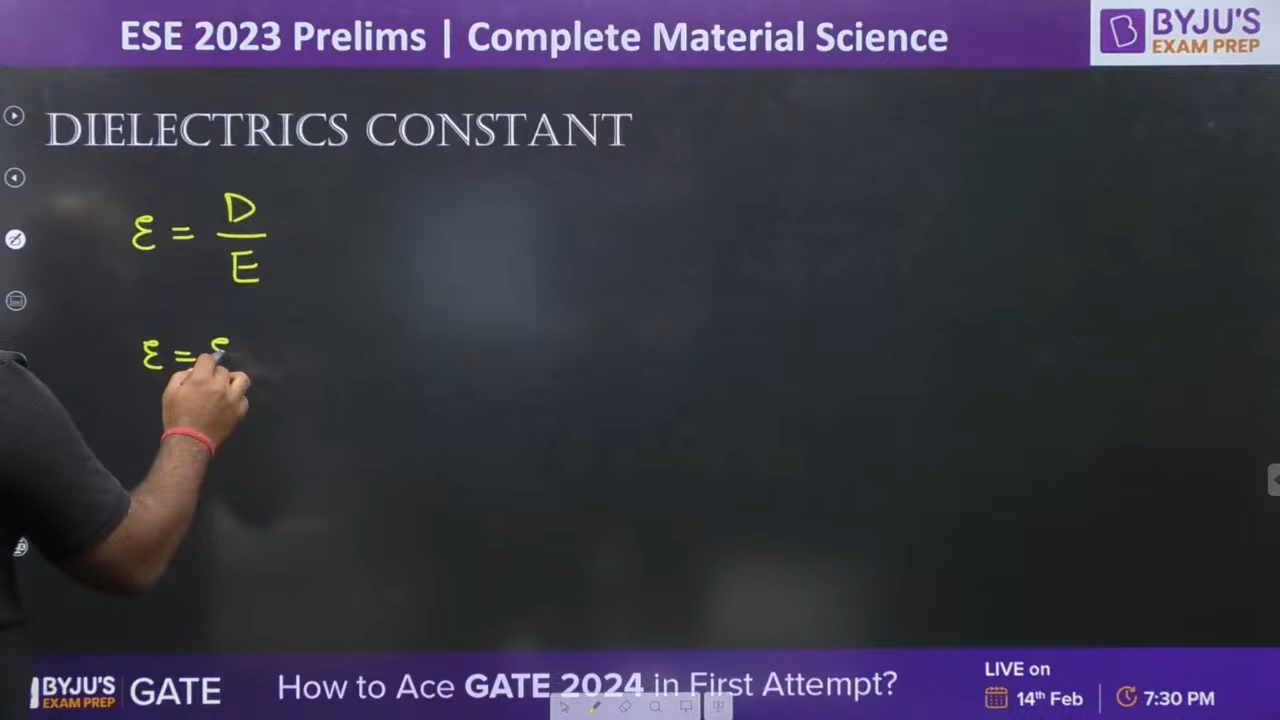 ESE 2023 Prelims | Complete Material Science
BYJU'S
EXAM PREP
DIELECTRICS CONSTANT
ε = D
E
ε = ε
BYJU'S
EXAM PREP
GATE
How to Ace GATE 2024 in First Attempt?
LIVE on
14th Feb
7:30 PM